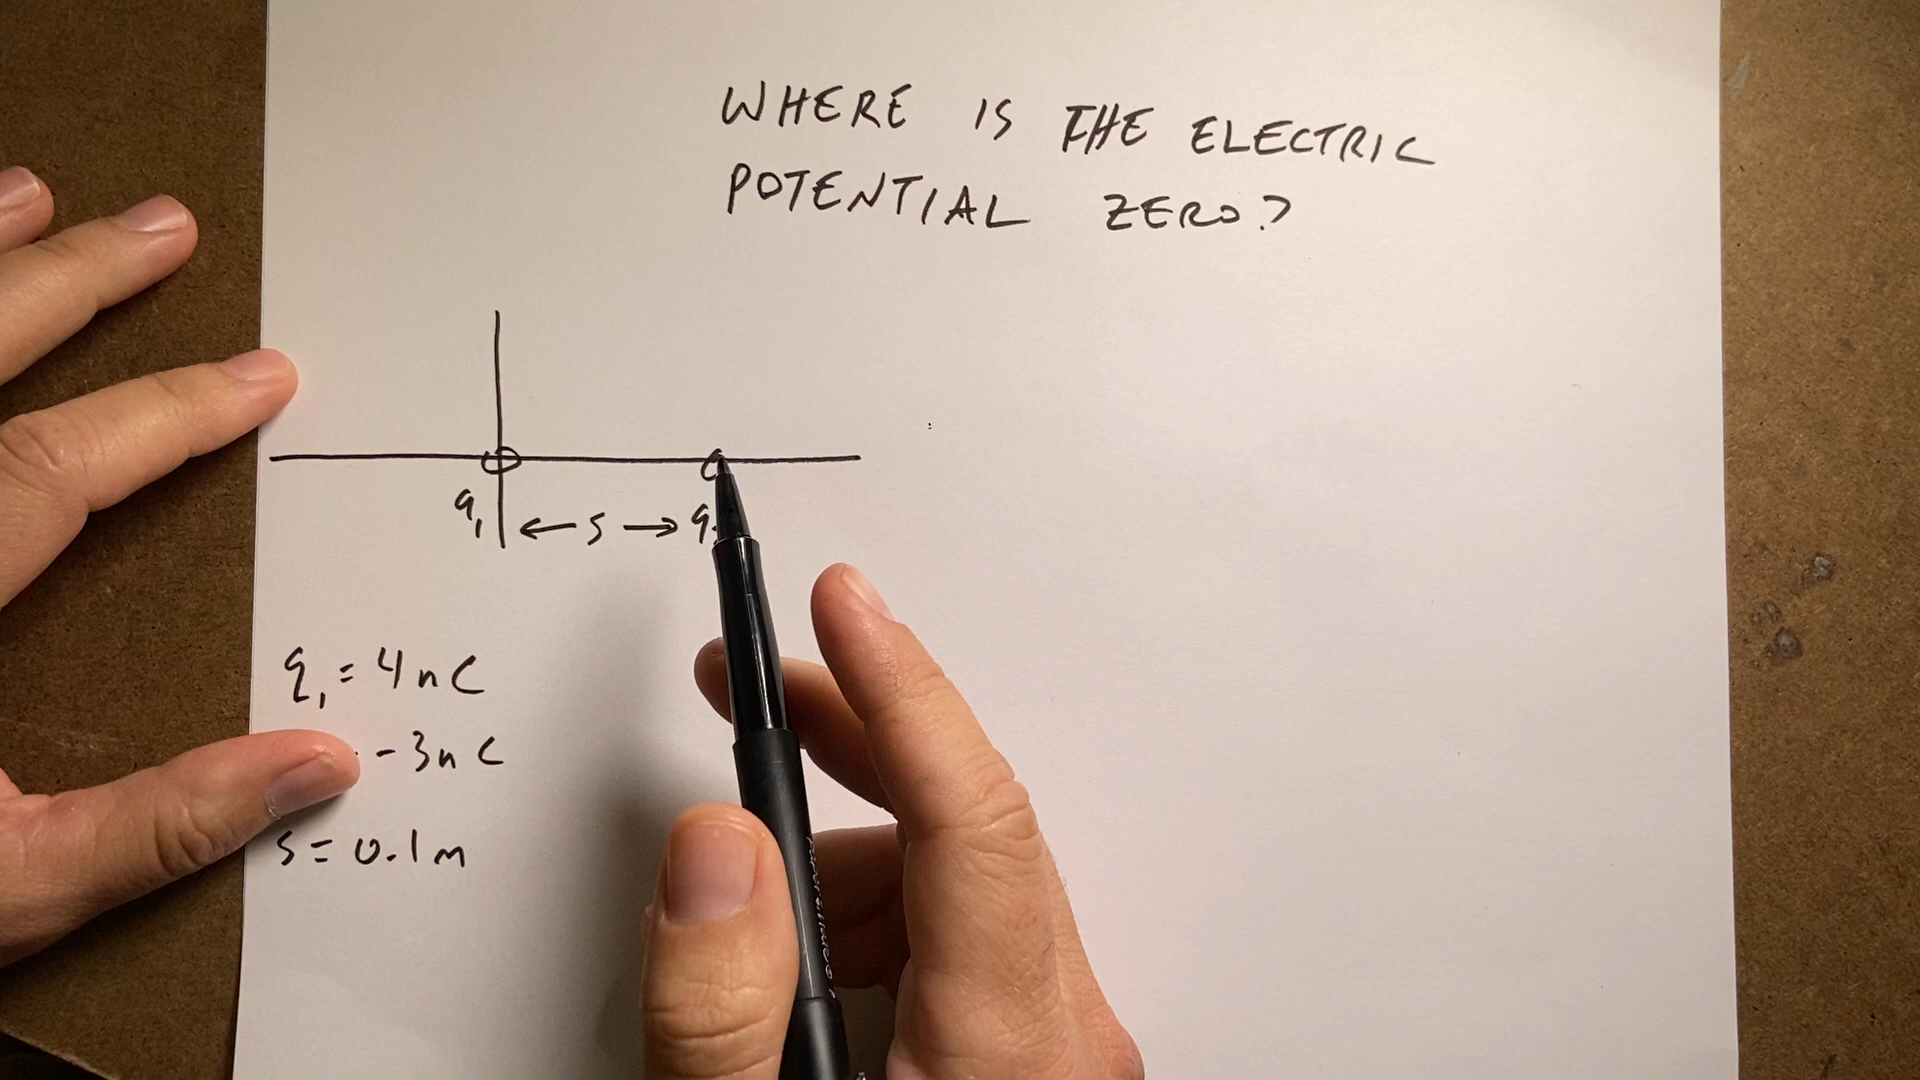 WHERE IS THE ELECTRIC
POTENTIAL ZERO?
q₁ ← s → q
q₁ = 4nC
-3nC
s = 0.1m